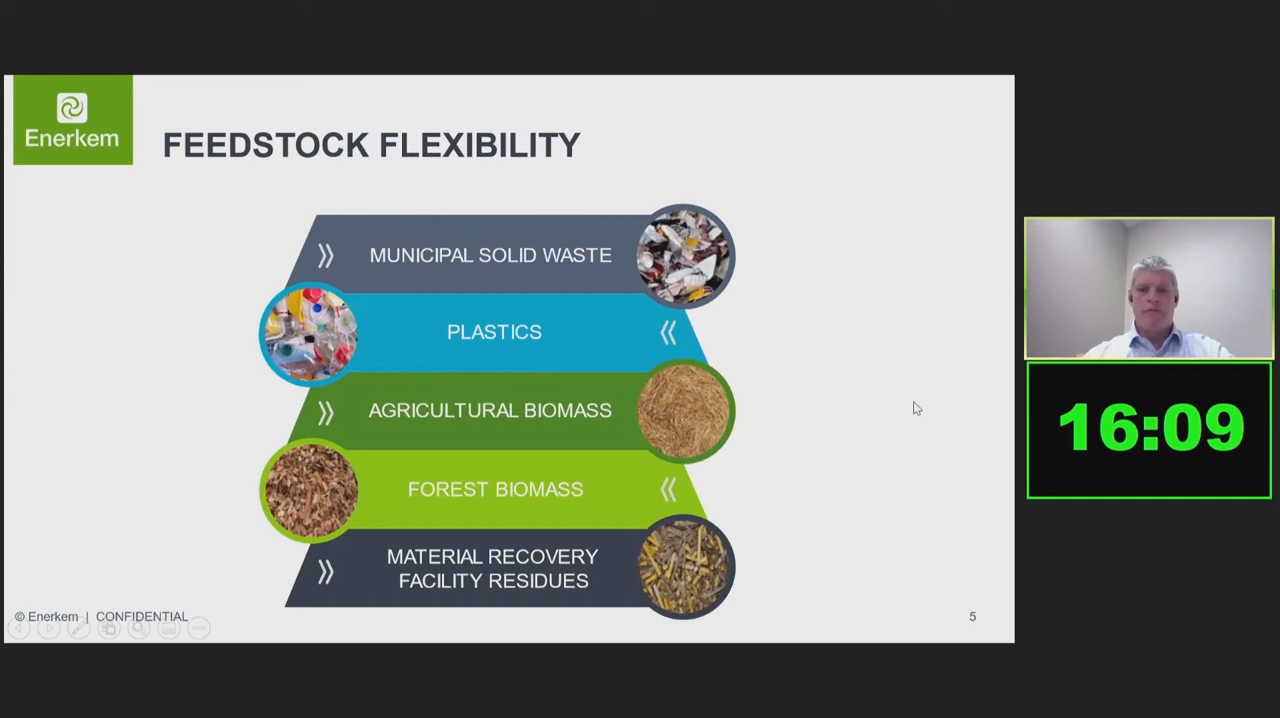 Enerkem
FEEDSTOCK FLEXIBILITY
MUNICIPAL SOLID WASTE
PLASTICS
AGRICULTURAL BIOMASS
FOREST BIOMASS
MATERIAL RECOVERY
FACILITY RESIDUES
© Enerkem | CONFIDENTIAL
5
16:09